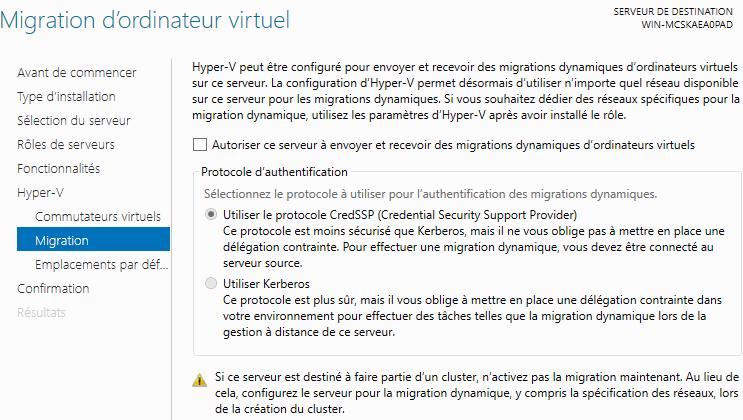 Migration d’ordinateur virtuel
SERVEUR DE DESTINATION
WIN-MCSKAEA0PAD
Avant de commencer
Type d’installation
Sélection du serveur
Rôles de serveurs
Fonctionnalités
Hyper-V
Commutateurs virtuels
Migration
Emplacements par déf...
Confirmation
Résultats
Hyper-V peut être configuré pour envoyer et recevoir des migrations dynamiques d’ordinateurs virtuels
sur ce serveur. La configuration d’Hyper-V permet désormais d’utiliser n’importe quel réseau disponible
sur ce serveur pour les migrations dynamiques. Si vous souhaitez dédier des réseaux spécifiques pour la
migration dynamique, utilisez les paramètres d’Hyper-V après avoir installé le rôle.
Autoriser ce serveur à envoyer et recevoir des migrations dynamiques d’ordinateurs virtuels
Protocole d’authentification
Sélectionnez le protocole à utiliser pour l’authentification des migrations dynamiques.
Utiliser le protocole CredSSP (Credential Security Support Provider)
Ce protocole est moins sécurisé que Kerberos, mais il ne vous oblige pas à mettre en place une
délégation contrainte. Pour effectuer une migration dynamique, vous devez être connecté au
serveur source.
Utiliser Kerberos
Ce protocole est plus sûr, mais il vous oblige à mettre en place une délégation contrainte dans
votre environnement pour effectuer des tâches telles que la migration dynamique lors de la
gestion à distance de ce serveur.
Si ce serveur est destiné à faire partie d’un cluster, n’activez pas la migration maintenant. Au lieu de
cela, configurez le serveur pour la migration dynamique, y compris la spécification des réseaux, lors
de la création du cluster.